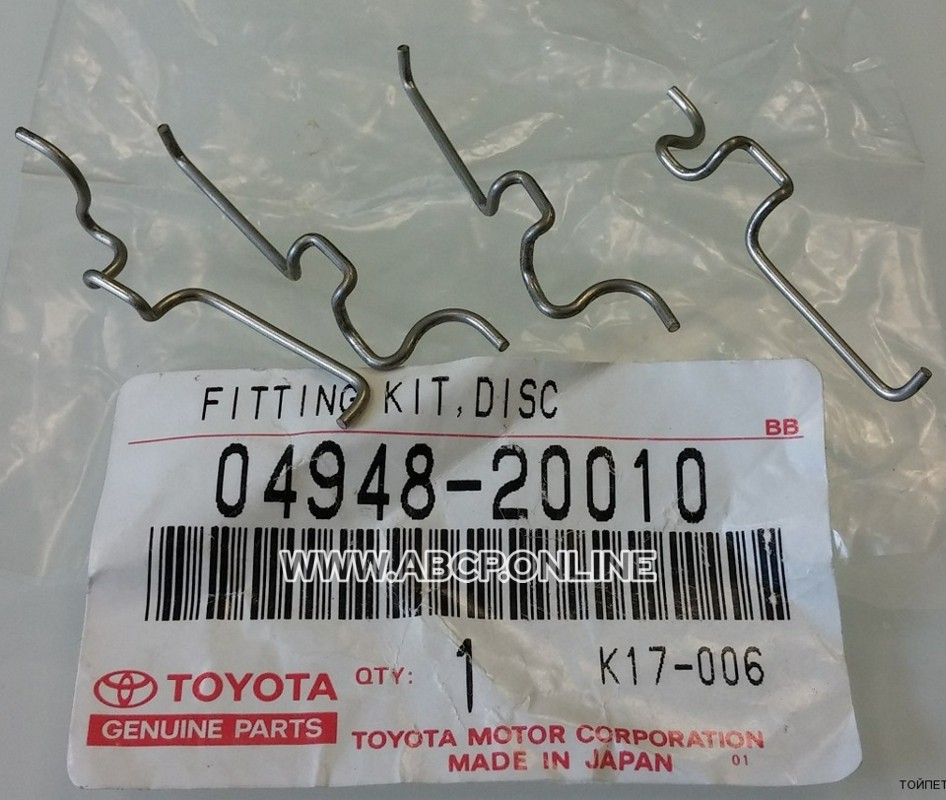 FITTING KIT,DISC
BB
04948-20010
WWW.ABCP.ONLINE
TOYOTA
QTY: 1
K17-006
GENUINE PARTS
TOYOTA MOTOR CORPORATION
MADE IN JAPAN 01
ТОЙПЕТ